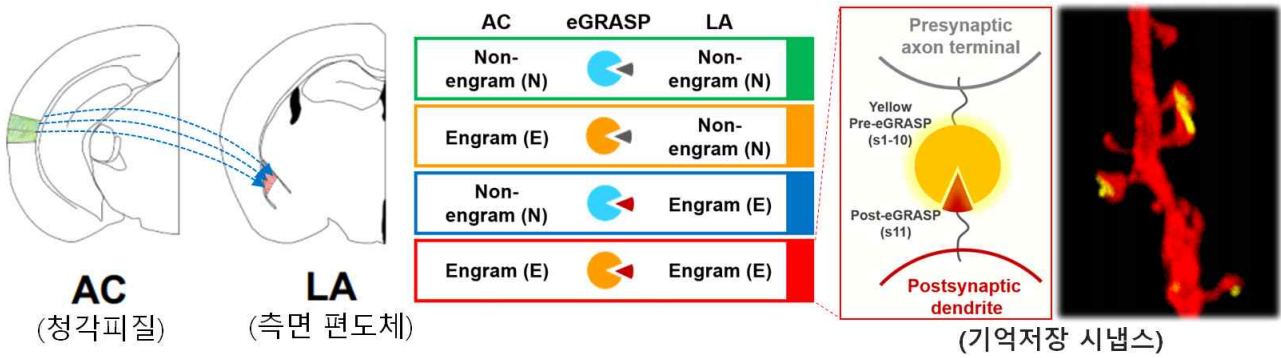 AC
(청각피질)
LA
(측면 편도체)
AC eGRASP LA
Non-
engram (N)
Non-
engram (N)
Engram (E)
Non-
engram (N)
Non-
engram (N)
Engram (E)
Engram (E)
Engram (E)
Presynaptic
axon terminal
Yellow
Pre-eGRASP
(s1-10)
Post-eGRASP
(s11)
Postsynaptic
dendrite
(기억저장 시냅스)